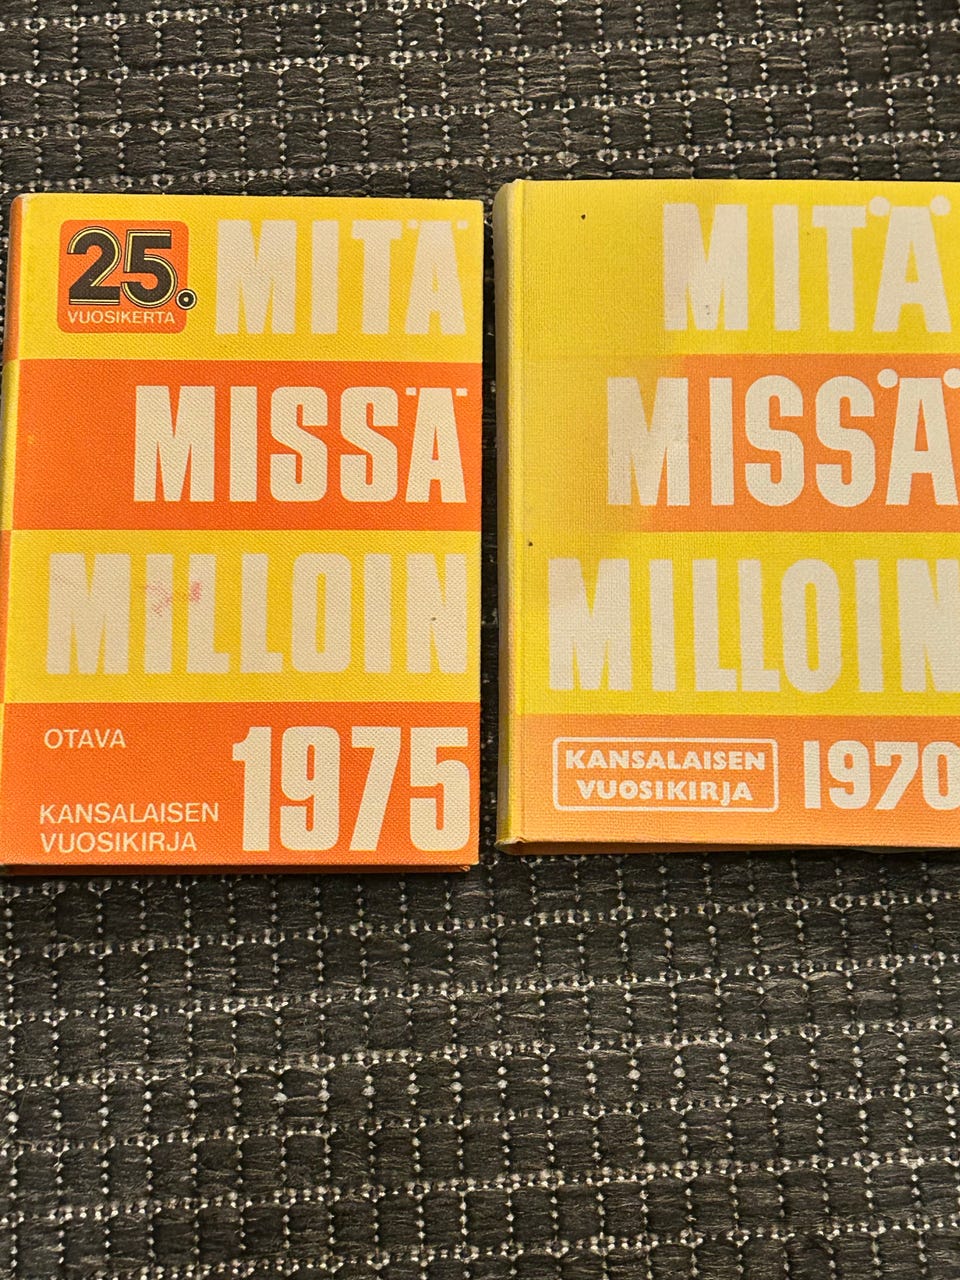 25.
VUOSIKERTA
MITÄ
MISSÄ
MILLOIN
OTAVA
1975
KANSALAISEN
VUOSIKIRJA
MITÄ
MISSÄ
MILLOIN
KANSALAISEN
VUOSIKIRJA
1970